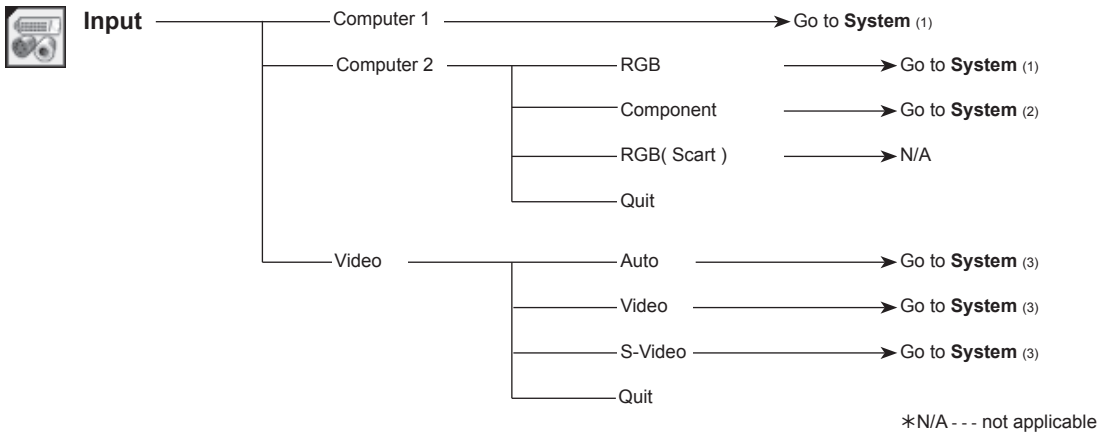 Input Computer 1 Go to System (1)
Computer 2 RGB Go to System (1)
Component Go to System (2)
RGB( Scart ) N/A
Quit
Video Auto Go to System (3)
Video Go to System (3)
S-Video Go to System (3)
Quit
✳N/A - - - not applicable